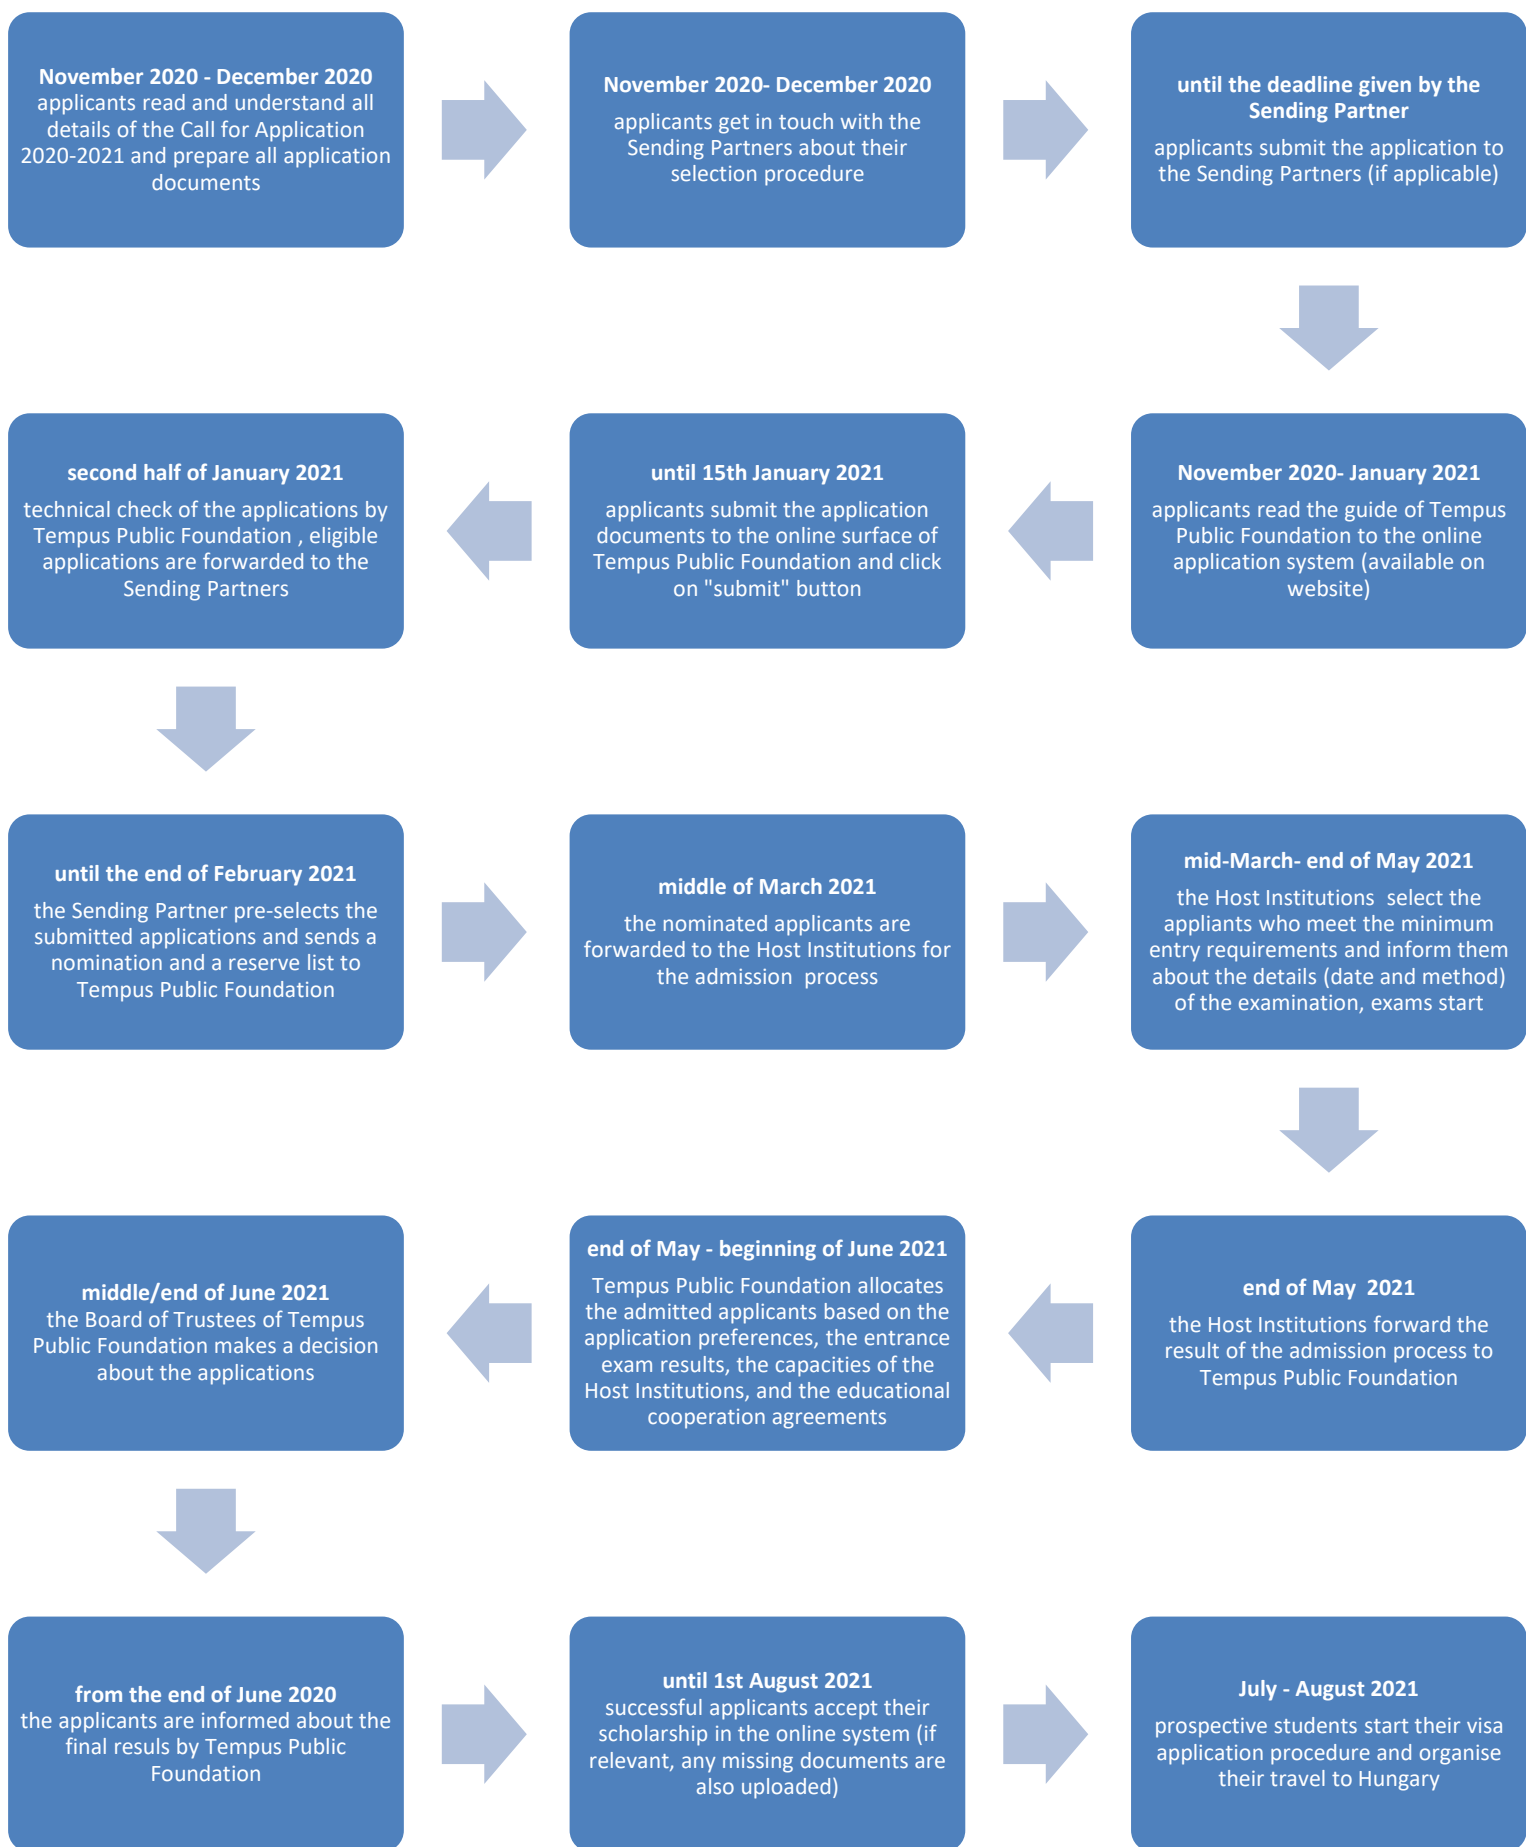 November 2020 - December 2020
applicants read and understand all
details of the Call for Application
2020-2021 and prepare all application
documents
November 2020- December 2020
applicants get in touch with the
Sending Partners about their
selection procedure
until the deadline given by the
Sending Partner
applicants submit the application to
the Sending Partners (if applicable)
November 2020- January 2021
applicants read the guide of Tempus
Public Foundation to the online
application system (available on
website)
until 15th January 2021
applicants submit the application
documents to the online surface of
Tempus Public Foundation and click
on "submit" button
second half of January 2021
technical check of the applications by
Tempus Public Foundation , eligible
applications are forwarded to the
Sending Partners
until the end of February 2021
the Sending Partner pre-selects the
submitted applications and sends a
nomination and a reserve list to
Tempus Public Foundation
middle of March 2021
the nominated applicants are
forwarded to the Host Institutions for
the admission process
mid-March- end of May 2021
the Host Institutions select the
appliants who meet the minimum
entry requirements and inform them
about the details (date and method)
of the examination, exams start
end of May 2021
the Host Institutions forward the
result of the admission process to
Tempus Public Foundation
end of May - beginning of June 2021
Tempus Public Foundation allocates
the admitted applicants based on the
application preferences, the entrance
exam results, the capacities of the
Host Institutions, and the educational
cooperation agreements
middle/end of June 2021
the Board of Trustees of Tempus
Public Foundation makes a decision
about the applications
from the end of June 2020
the applicants are informed about the
final resuls by Tempus Public
Foundation
until 1st August 2021
successful applicants accept their
scholarship in the online system (if
relevant, any missing documents are
also uploaded)
July - August 2021
prospective students start their visa
application procedure and organise
their travel to Hungary